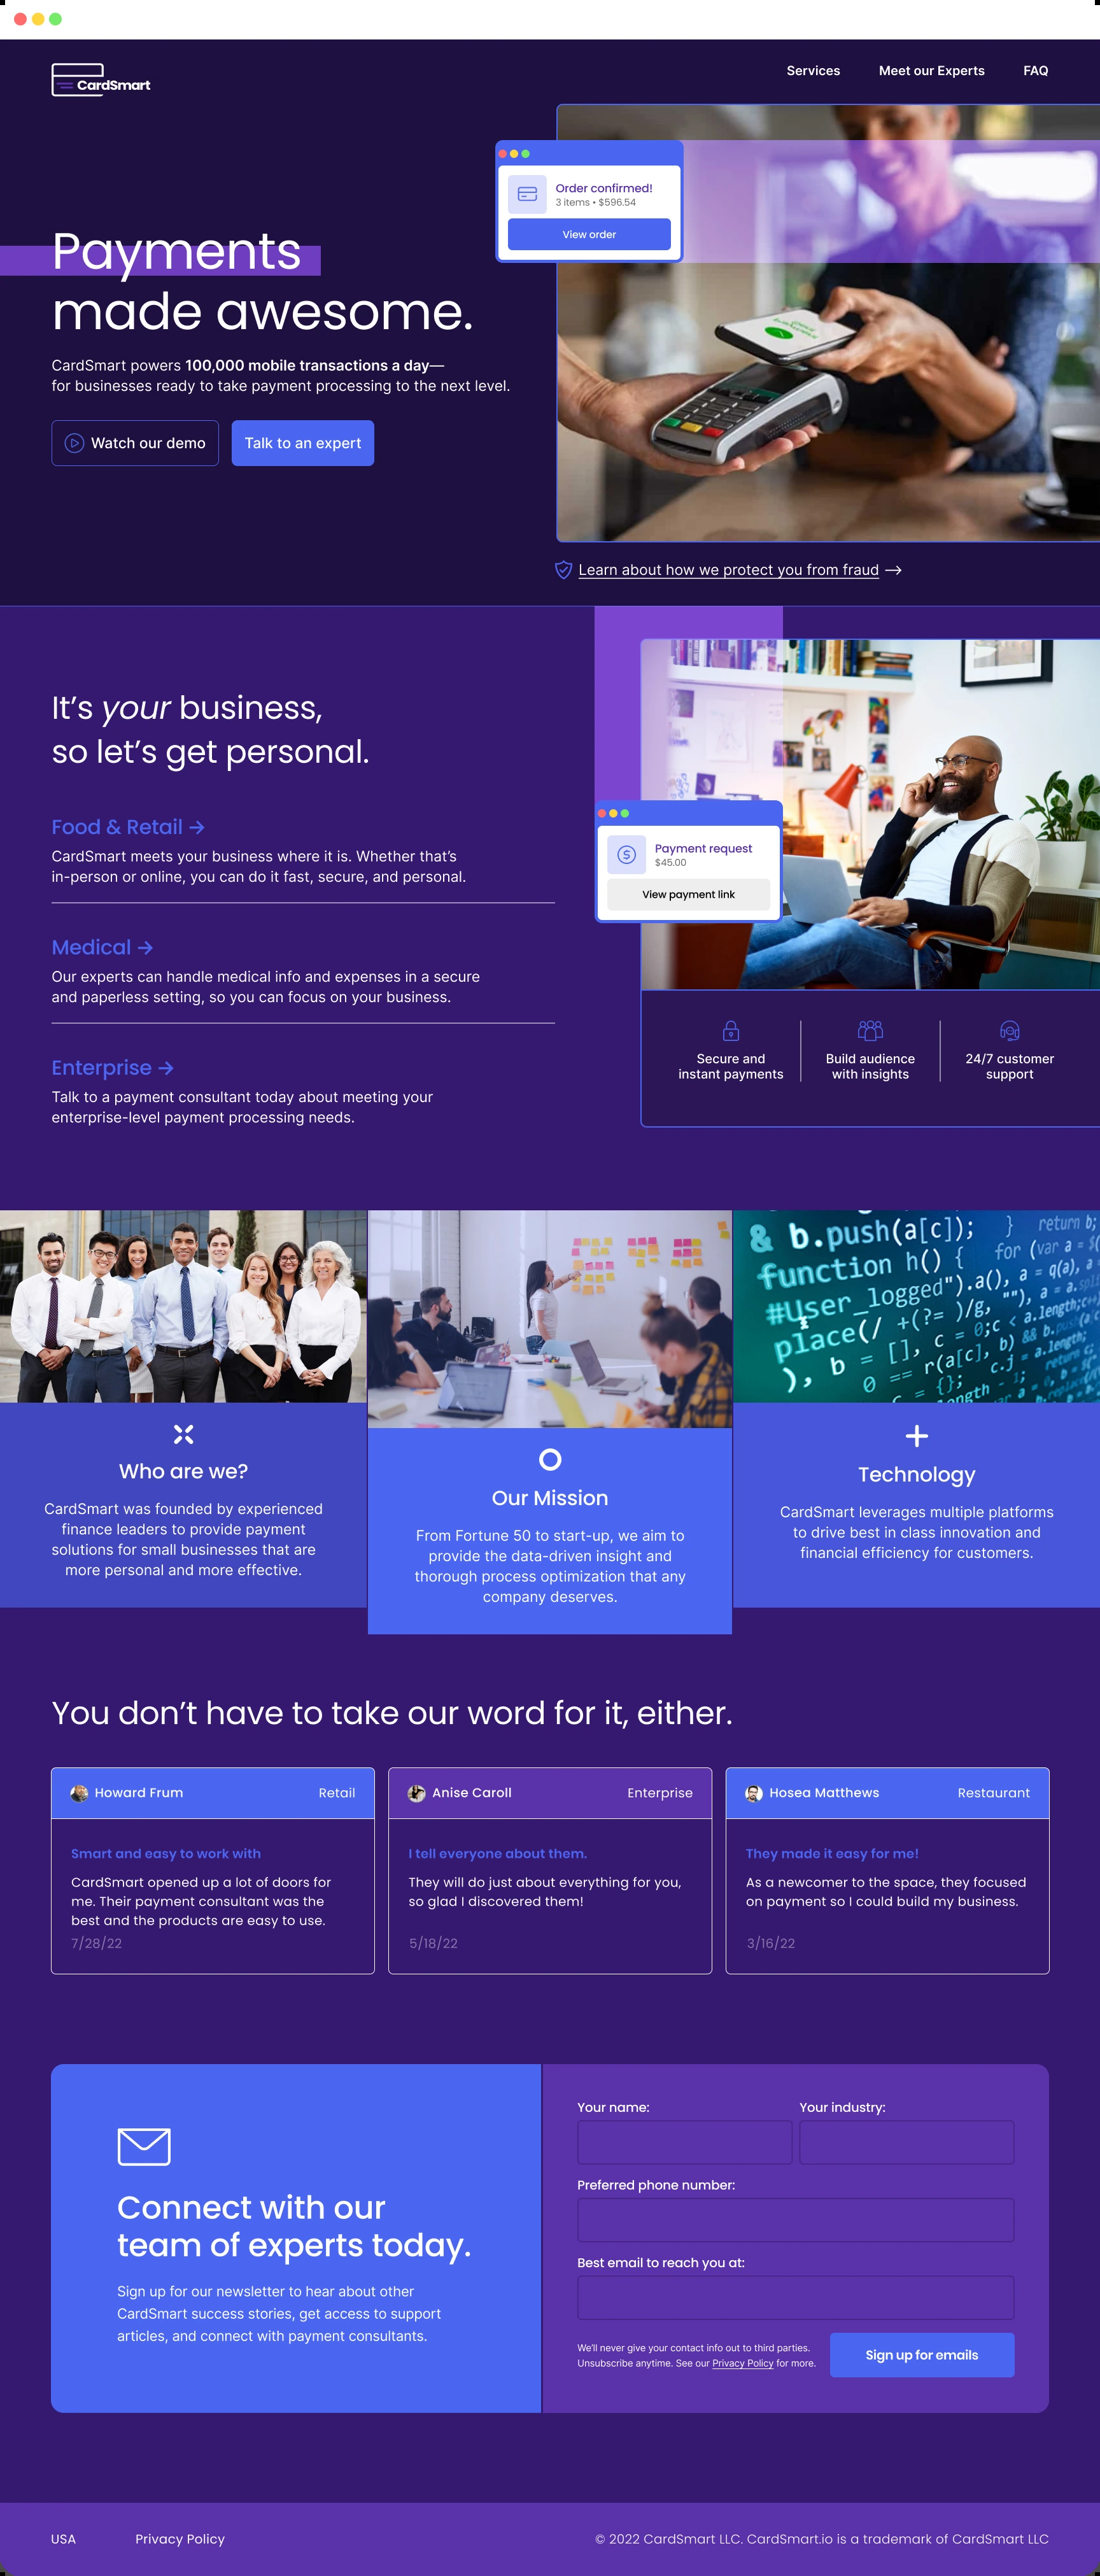 CardSmart
Services
Meet our Experts
FAQ
Order confirmed!
3 items • $596.54
View order
Payments
made awesome.
CardSmart powers 100,000 mobile transactions a day—
for businesses ready to take payment processing to the next level.
Watch our demo
Talk to an expert
Learn about how we protect you from fraud →
It’s your business,
so let’s get personal.
Food & Retail →
CardSmart meets your business where it is. Whether that’s
in-person or online, you can do it fast, secure, and personal.
Medical →
Our experts can handle medical info and expenses in a secure
and paperless setting, so you can focus on your business.
Enterprise →
Talk to a payment consultant today about meeting your
enterprise-level payment processing needs.
Payment request
$45.00
View payment link
Secure and
instant payments
Build audience
with insights
24/7 customer
support
& b.push(a[c]); } return b;
function h() { for (var a = $(
#User_logged").a(), a = q(a), a
place(/ +(?= )/g, ""), a = a.split
), b = [], c = 0;c < a.length;c++
0 == r(a[c], b) && b.push(a
c = {}; c.j = a.length;
length
Who are we?
CardSmart was founded by experienced
finance leaders to provide payment
solutions for small businesses that are
more personal and more effective.
Our Mission
From Fortune 50 to start-up, we aim to
provide the data-driven insight and
thorough process optimization that any
company deserves.
Technology
CardSmart leverages multiple platforms
to drive best in class innovation and
financial efficiency for customers.
You don’t have to take our word for it, either.
Howard Frum
Retail
Smart and easy to work with
CardSmart opened up a lot of doors for
me. Their payment consultant was the
best and the products are easy to use.
7/28/22
Anise Caroll
Enterprise
I tell everyone about them.
They will do just about everything for you,
so glad I discovered them!
5/18/22
Hosea Matthews
Restaurant
They made it easy for me!
As a newcomer to the space, they focused
on payment so I could build my business.
3/16/22
Connect with our
team of experts today.
Sign up for our newsletter to hear about other
CardSmart success stories, get access to support
articles, and connect with payment consultants.
Your name:
Your industry:
Preferred phone number:
Best email to reach you at:
We’ll never give your contact info out to third parties.
Unsubscribe anytime. See our Privacy Policy for more.
Sign up for emails
USA
Privacy Policy
© 2022 CardSmart LLC. CardSmart.io is a trademark of CardSmart LLC